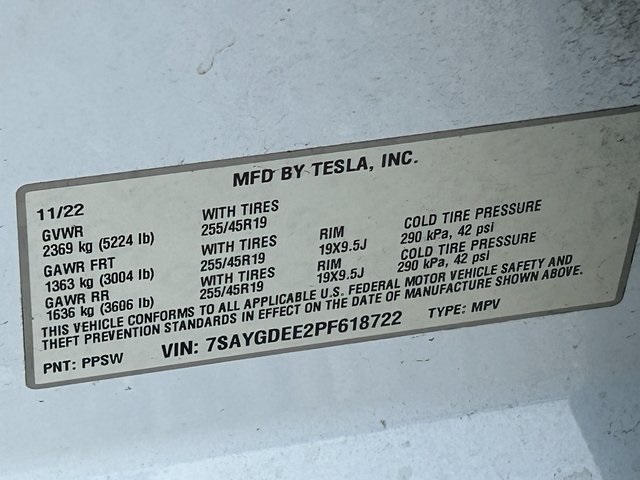 MFD BY TESLA, INC.
11/22
GVWR WITH TIRES
2369 kg (5224 lb) 255/45R19 RIM COLD TIRE PRESSURE
GAWR FRT WITH TIRES 19X9.5J 290 kPa, 42 psi
1363 kg (3004 lb) 255/45R19 RIM COLD TIRE PRESSURE
GAWR RR WITH TIRES 19X9.5J 290 kPa, 42 psi
1636 kg (3606 lb) 255/45R19
THIS VEHICLE CONFORMS TO ALL APPLICABLE U.S. FEDERAL MOTOR VEHICLE SAFETY AND
THEFT PREVENTION STANDARDS IN EFFECT ON THE DATE OF MANUFACTURE SHOWN ABOVE.
PNT: PPSW VIN: 7SAYGDEE2PF618722 TYPE: MPV